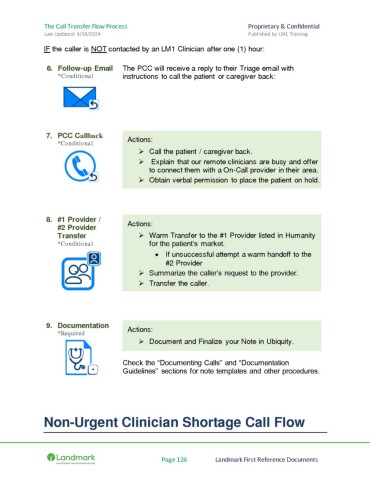 The Call Transfer Flow Process
Proprietary & Confidential
Last Updated: 4/19/2024
Published by LM1 Training
IF the caller is NOT contacted by an LM1 Clinician after one (1) hour:
6. Follow-up Email
*Conditional
The PCC will receive a reply to their Triage email with
instructions to call the patient or caregiver back:
7. PCC Callback
*Conditional
Actions:
➢ Call the patient / caregiver back.
➢ Explain that our remote clinicians are busy and offer
to connect them with a On-Call provider in their area.
➢ Obtain verbal permission to place the patient on hold.
8. #1 Provider /
#2 Provider
Transfer
*Conditional
Actions:
➢ Warm Transfer to the #1 Provider listed in Humanity
for the patient's market.
• If unsuccessful attempt a warm handoff to the
#2 Provider
➢ Summarize the caller's request to the provider.
➢ Transfer the caller.
9. Documentation
*Required
Actions:
➢ Document and Finalize your Note in Ubiquity.
Check the “Documenting Calls” and “Documentation
Guidelines” sections for note templates and other procedures.
Non-Urgent Clinician Shortage Call Flow
Landmark
Page 126
Landmark First Reference Documents